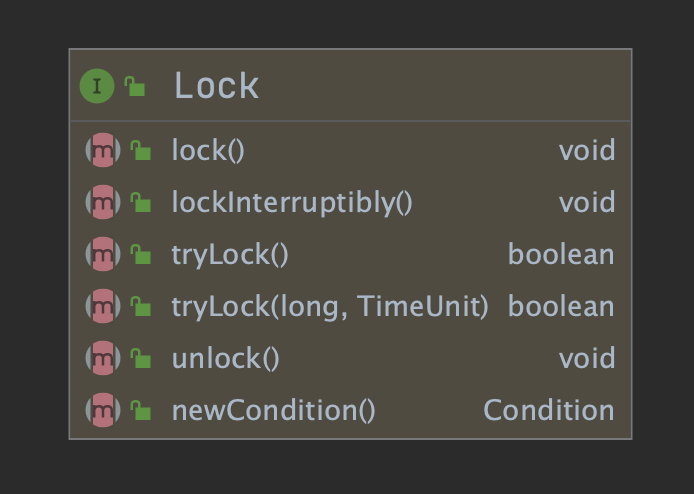 I Lock
m lock() void
m lockInterruptibly() void
m tryLock() boolean
m tryLock(long, TimeUnit) boolean
m unlock() void
m newCondition() Condition